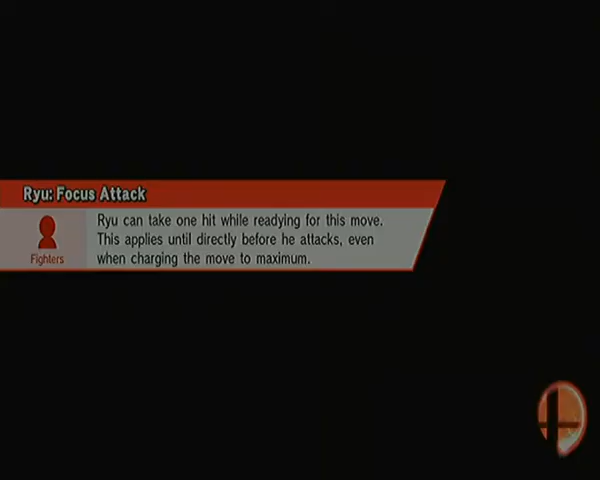 Ryu: Focus Attack
Ryu can take one hit while readying for this move.
This applies until directly before he attacks, even
when charging the move to maximum.
Fighters